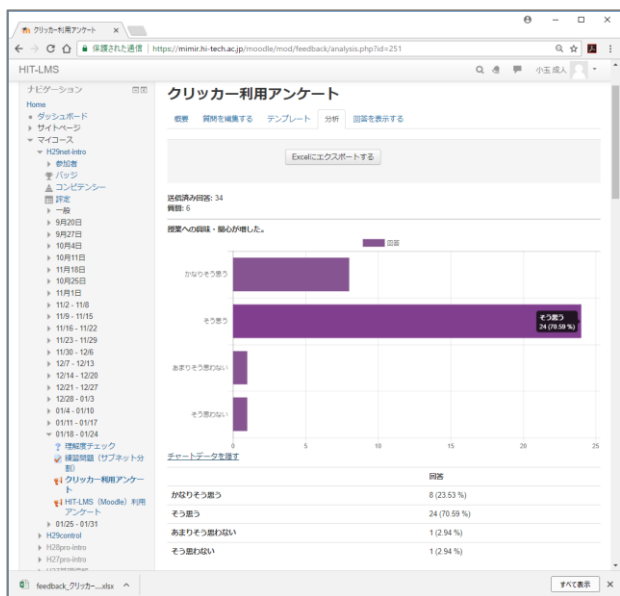 クリッカー利用アンケート
保護された通信 | https://mimir.hi-tech.ac.jp/moodle/mod/feedback/analysis.php?id=251
HIT-LMS
小玉 成人
ナビゲーション
Home
ダッシュボード
サイトページ
マイコース
H29net-intro
参加者
バッジ
コンピテンシー
評定
一般
9月20日
9月27日
10月4日
10月11日
11月18日
10月25日
11月1日
11/2 - 11/8
11/9 - 11/15
11/16 - 11/22
11/23 - 11/29
11/30 - 12/6
12/7 - 12/13
12/14 - 12/20
12/21 - 12/27
12/28 - 01/3
01/4 - 01/10
01/11 - 01/17
01/18 - 01/24
理解度チェック
練習問題（サブネット分
割）
クリッカー利用アンケー
ト
HIT-LMS（Moodle）利用
アンケート
01/25 - 01/31
H29control
H28pro-intro
H27pro-intro
クリッカー利用アンケート
概要 質問を編集する テンプレート 分析 回答を表示する
Excelにエクスポートする
送信済み回答: 34
質問: 6
授業への興味・関心が増した。
回答
かなりそう思う
そう思う
そう思う
24 (70.59 %)
あまりそう思わない
そう思わない
0 5 10 15 20 25
チャートデータを隠す
回答
かなりそう思う 8 (23.53 %)
そう思う 24 (70.59 %)
あまりそう思わない 1 (2.94 %)
そう思わない 1 (2.94 %)
feedback_クリッカー....xlsx
すべて表示